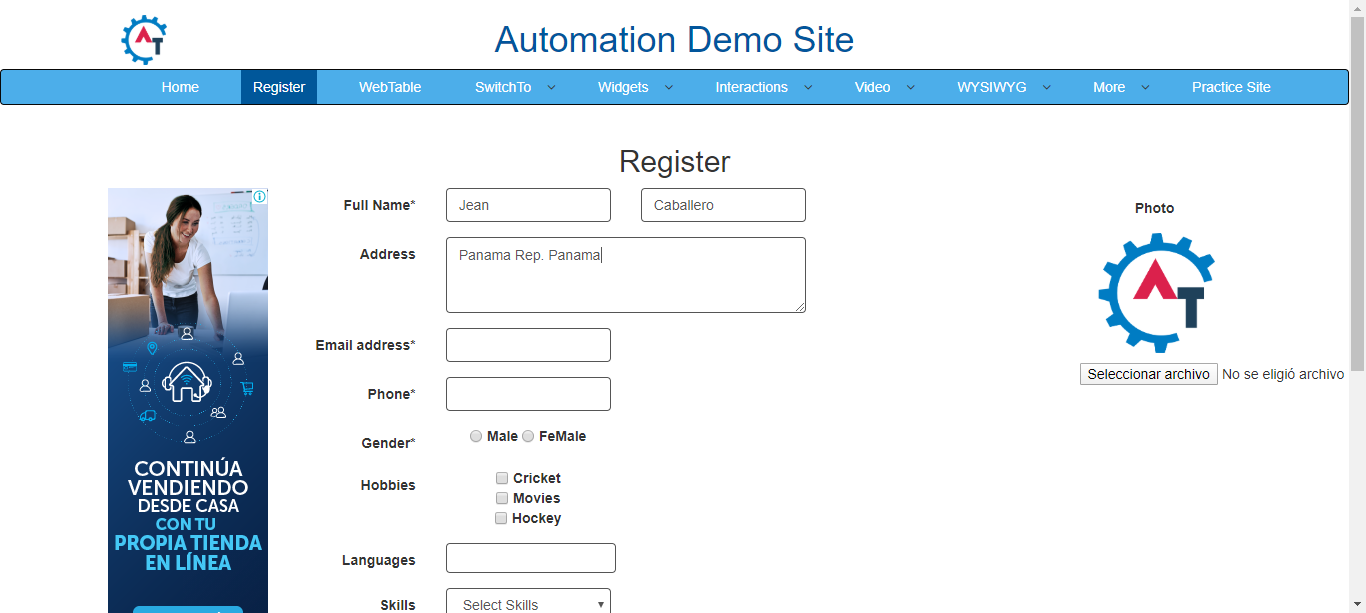 AT
Automation Demo Site
Home Register WebTable SwitchTo Widgets Interactions Video WYSIWYG More Practice Site
Register
Full Name* Jean Caballero
Photo
Address Panama Rep. Panama
AT
Email address*
Seleccionar archivo No se eligió archivo
Phone*
Gender* Male FeMale
Hobbies Cricket
Movies
Hockey
Languages
Skills Select Skills
CONTINÚA
VENDIENDO
DESDE CASA
CON TU
PROPIA TIENDA
EN LÍNEA